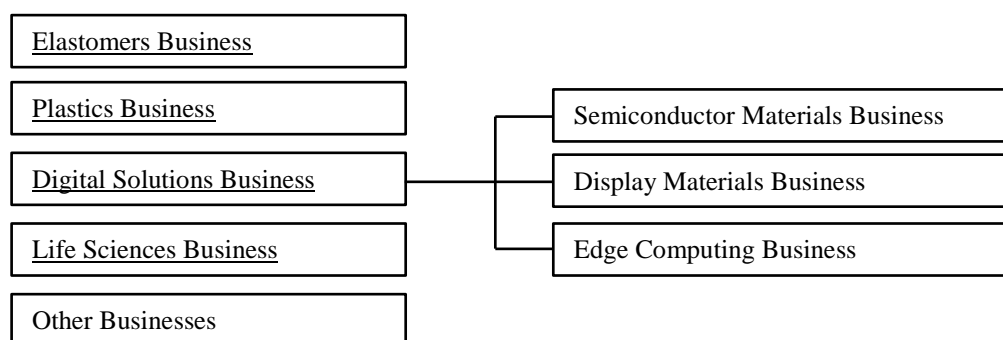 Elastomers Business
Plastics Business
Digital Solutions Business
Life Sciences Business
Other Businesses
Semiconductor Materials Business
Display Materials Business
Edge Computing Business